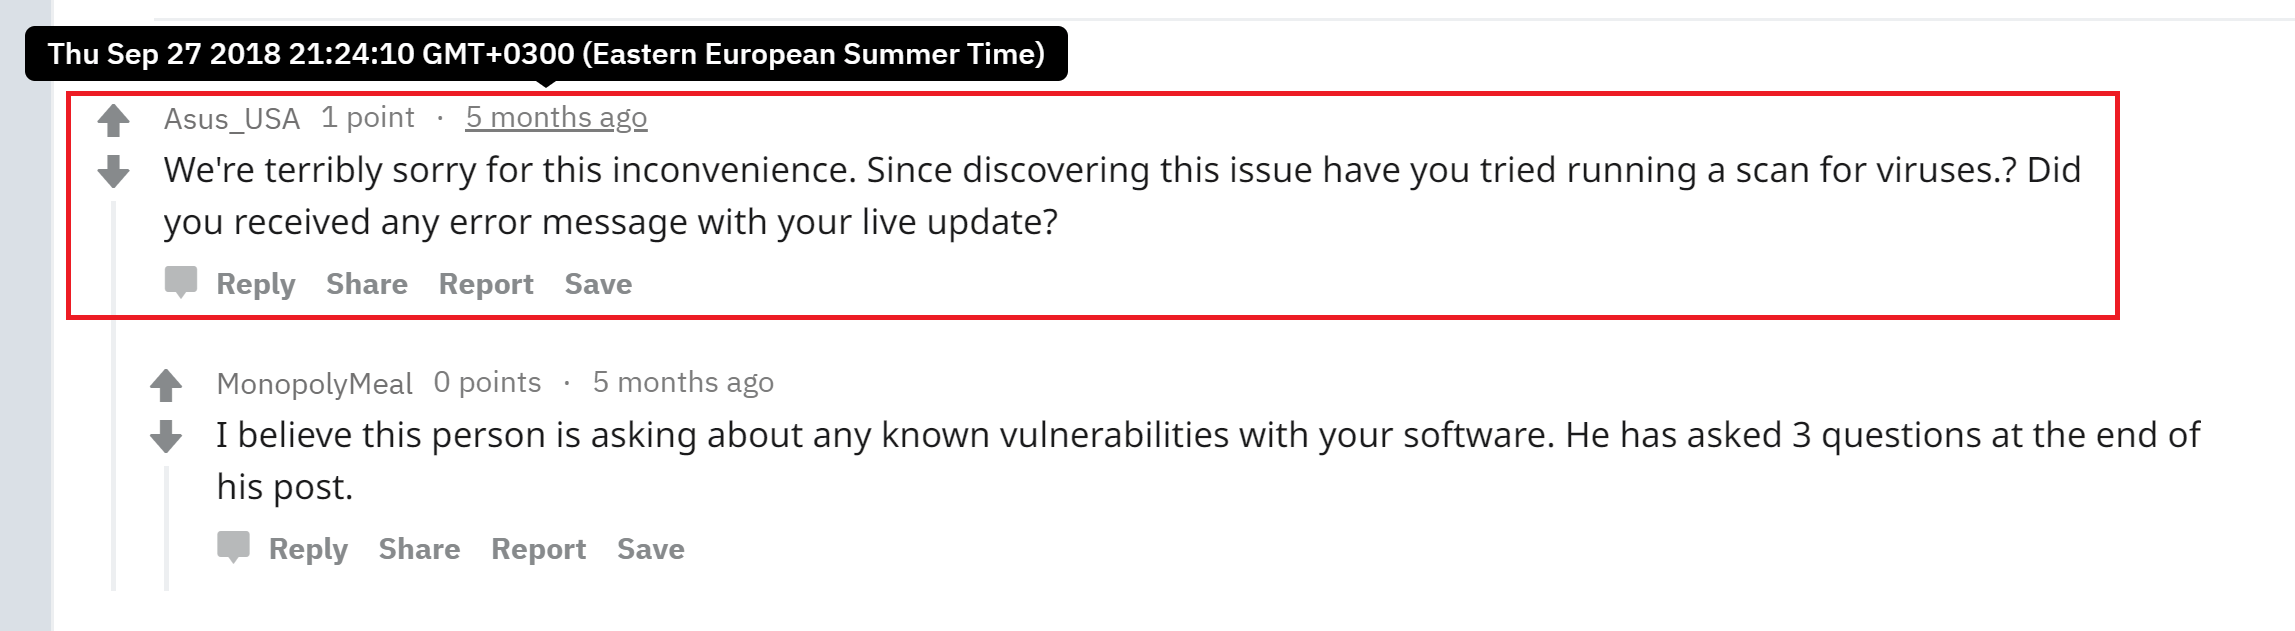 Thu Sep 27 2018 21:24:10 GMT+0300 (Eastern European Summer Time)
Asus_USA 1 point · 5 months ago
We're terribly sorry for this inconvenience. Since discovering this issue have you tried running a scan for viruses.? Did
you received any error message with your live update?
Reply Share Report Save
MonopolyMeal 0 points · 5 months ago
I believe this person is asking about any known vulnerabilities with your software. He has asked 3 questions at the end of
his post.
Reply Share Report Save